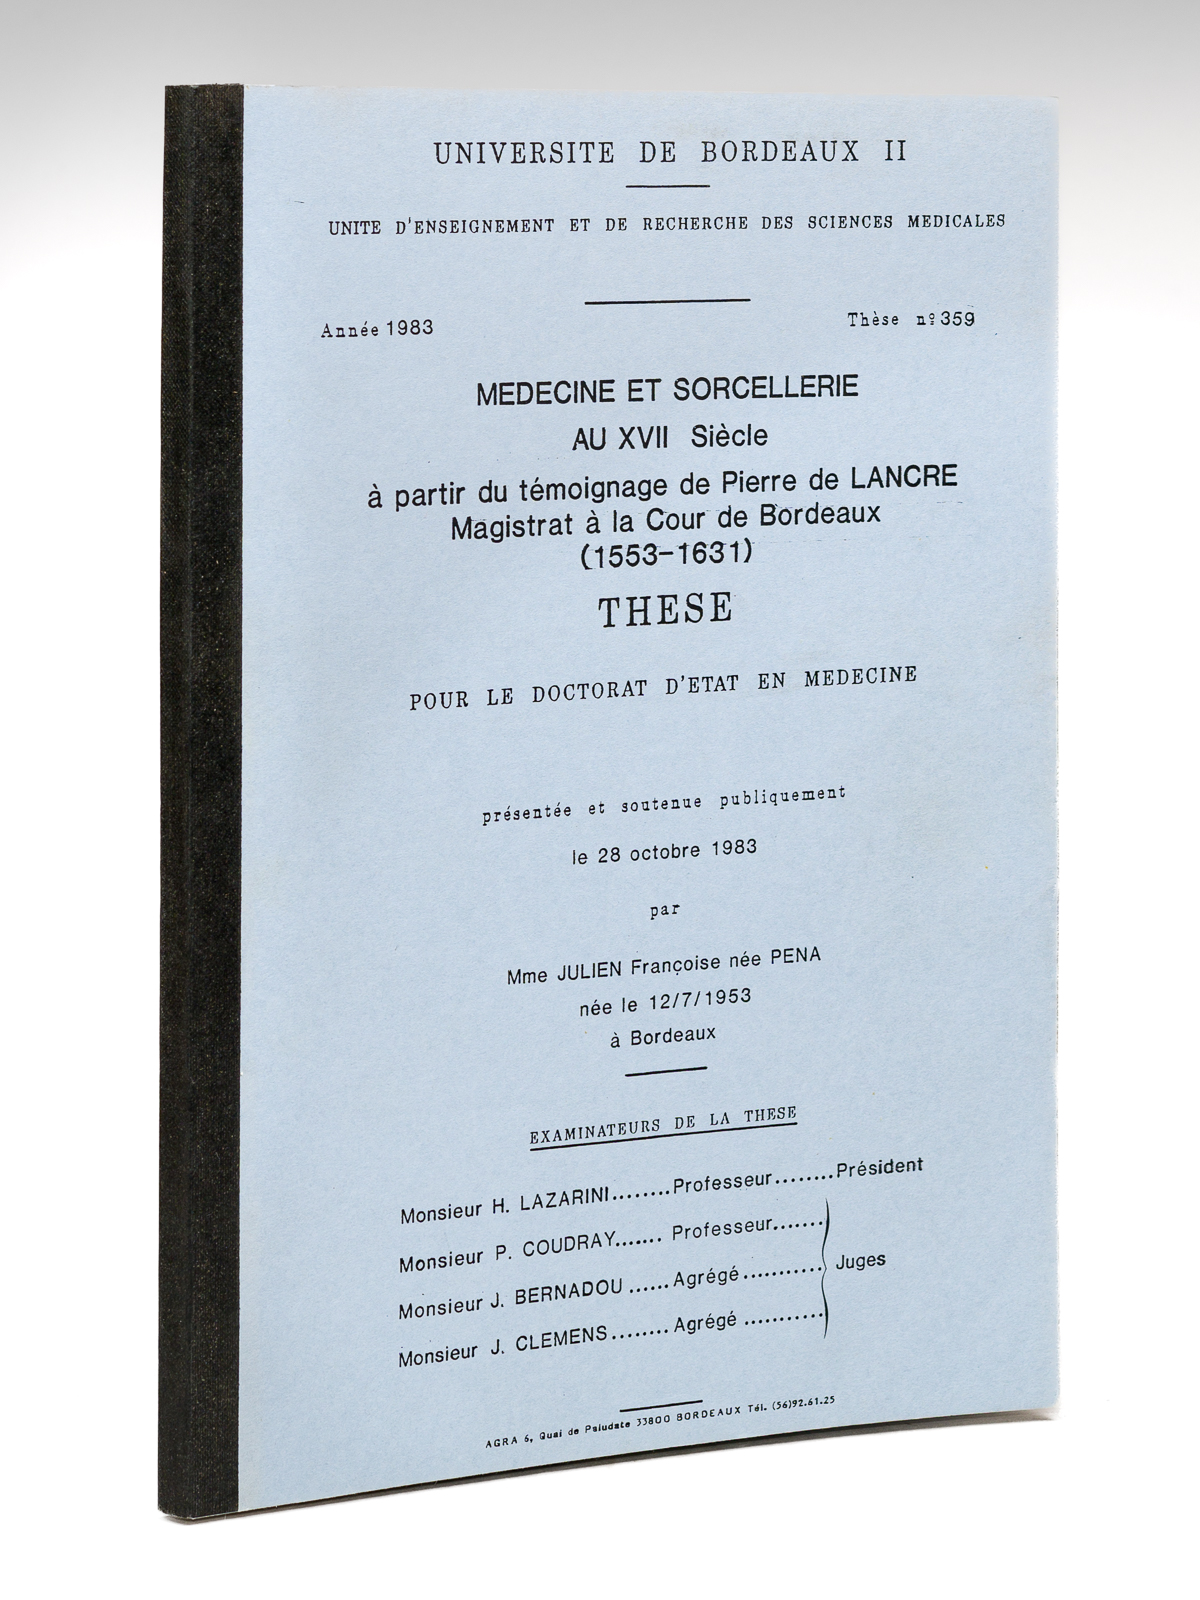 UNIVERSITE DE BORDEAUX II
UNITE D'ENSEIGNEMENT ET DE RECHERCHE DES SCIENCES MEDICALES
Année 1983 Thèse nº 359
MEDECINE ET SORCELLERIE
AU XVII Siècle
à partir du témoignage de Pierre de LANCRE
Magistrat à la Cour de Bordeaux
(1553-1631)
THESE
POUR LE DOCTORAT D'ETAT EN MEDECINE
présentée et soutenue publiquement
le 28 octobre 1983
par
Mme JULIEN Françoise née PENA
née le 12/7/1953
à Bordeaux
EXAMINATEURS DE LA THESE
Monsieur H. LAZARINI........Professeur........Président
Monsieur P. COUDRAY....... Professeur.......
Monsieur J. BERNADOU ......Agrégé...........
Juges
Monsieur J. CLEMENS........Agrégé ...........
AGRA 6, Quai de Paludate 33800 BORDEAUX Tél. (56)92.61.25